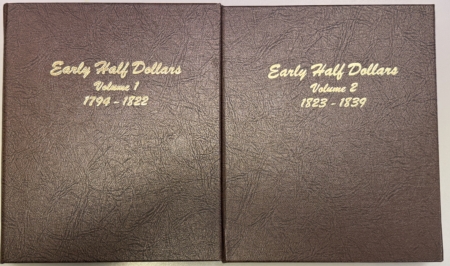 Early Half Dollars
Volume 1
1794 - 1822
Early Half Dollars
Volume 2
1823 - 1839